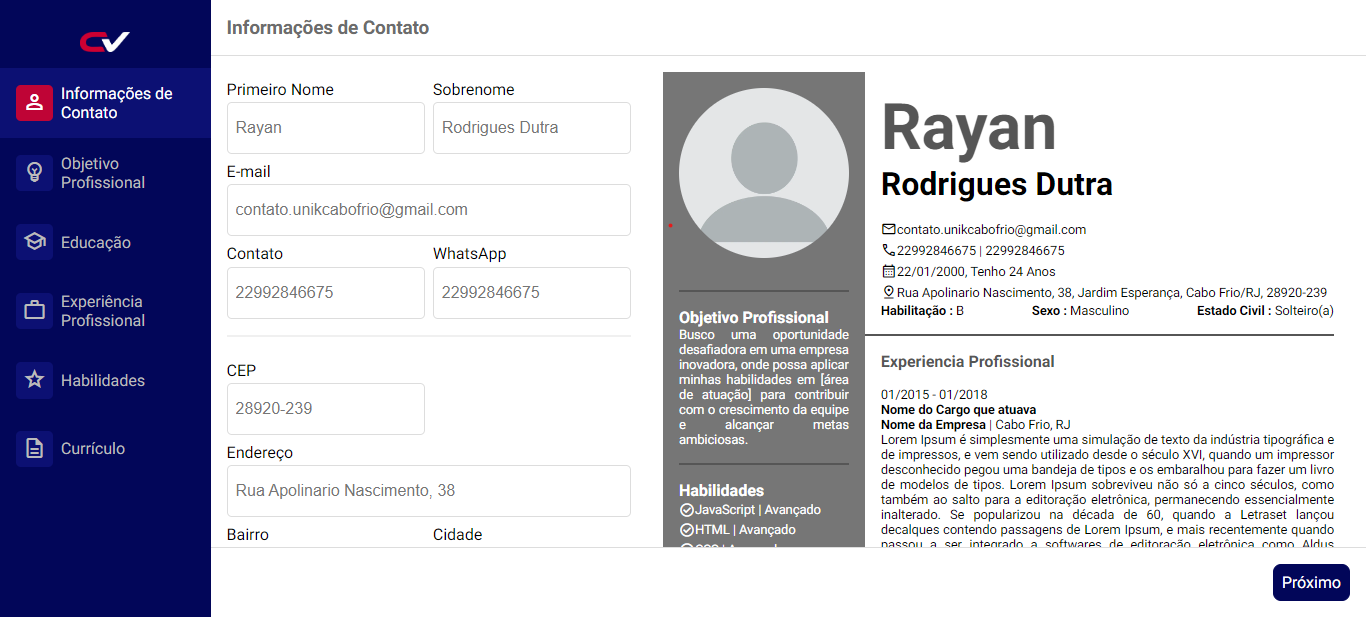 CV
Informações de
Contato
Objetivo
Profissional
Educação
Experiência
Profissional
Habilidades
Currículo
Informações de Contato
Primeiro Nome
Sobrenome
Rayan
Rodrigues Dutra
E-mail
contato.unikcabofrio@gmail.com
Contato
WhatsApp
22992846675
22992846675
CEP
28920-239
Endereço
Rua Apolinario Nascimento, 38
Bairro
Cidade
Objetivo Profissional
Busco uma oportunidade
desafiadora em uma empresa
inovadora, onde possa aplicar
minhas habilidades em [área
de atuação] para contribuir
com o crescimento da equipe
e alcançar metas
ambiciosas.
Habilidades
JavaScript | Avançado
HTML | Avançado
Rayan
Rodrigues Dutra
contato.unikcabofrio@gmail.com
22992846675 | 22992846675
22/01/2000, Tenho 24 Anos
Rua Apolinario Nascimento, 38, Jardim Esperança, Cabo Frio/RJ, 28920-239
Habilitação : B Sexo : Masculino Estado Civil : Solteiro(a)
Experiencia Profissional
01/2015 - 01/2018
Nome do Cargo que atuava
Nome da Empresa | Cabo Frio, RJ
Lorem Ipsum é simplesmente uma simulação de texto da indústria tipográfica e
de impressos, e vem sendo utilizado desde o século XVI, quando um impressor
desconhecido pegou uma bandeja de tipos e os embaralhou para fazer um livro
de modelos de tipos. Lorem Ipsum sobreviveu não só a cinco séculos, como
também ao salto para a editoração eletrônica, permanecendo essencialmente
inalterado. Se popularizou na década de 60, quando a Letraset lançou
decalques contendo passagens de Lorem Ipsum, e mais recentemente quando
passou a ser integrado a softwares de editoração eletrônica como Aldus
Próximo